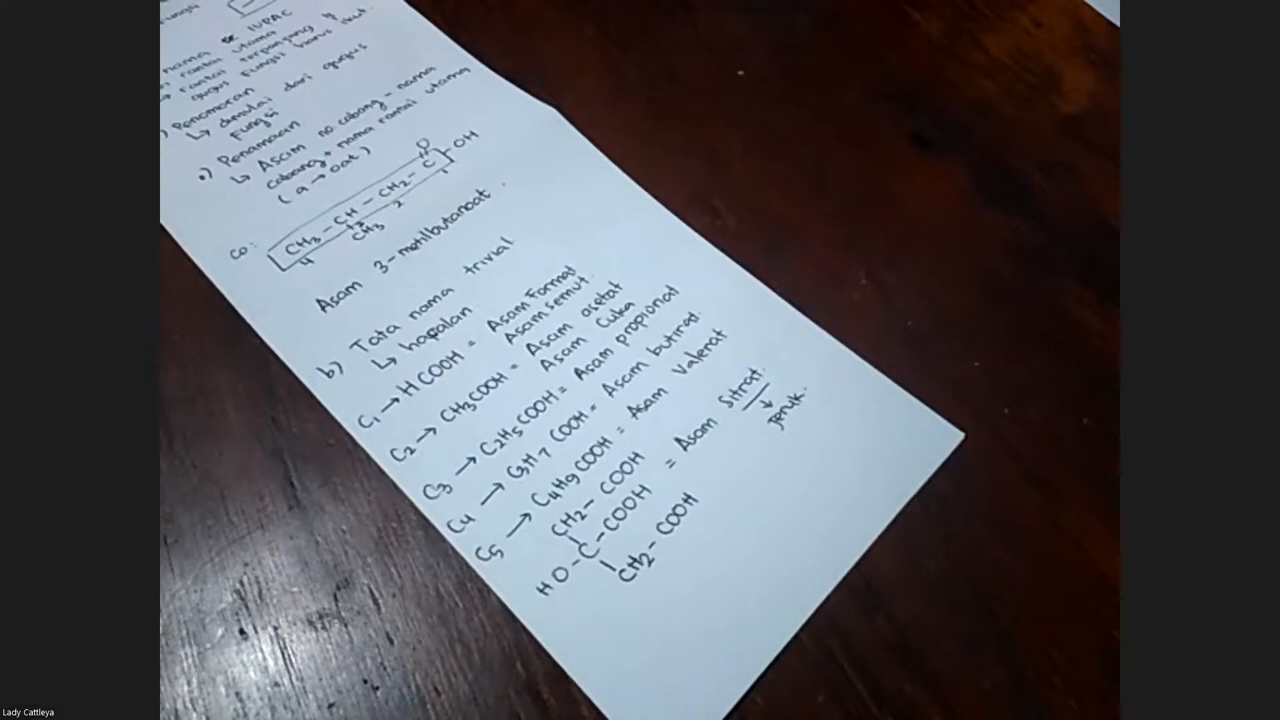 nama & IUPAC
rantai utama
→ rantai terpanjang &
gugus fungsi harus ikut.
) Penomoran
↳ dimulai dari gugus
Fungsi
•) Penamaan
↳ Asam no cabang - nama
cabang + nama rantai utama
( a → oat )
O
Co: CH3 - CH - CH2 - C - OH
4 3 2 1
CH3
Asam 3-metilbutanoat.
b) Tata nama trivial
↳ hapalan
C1 → HCOOH = Asam Format
Asam semut.
C2 → CH3COOH = Asam asetat
Asam Cuka
C3 → C2H5COOH = Asam propionat
C4 → C3H7COOH = Asam butirat.
C5 → C4H9COOH = Asam Valerat
CH2 - COOH
HO - C - COOH = Asam Sitrat.
↓
jeruk.
CH2 - COOH
Lady Cattleya